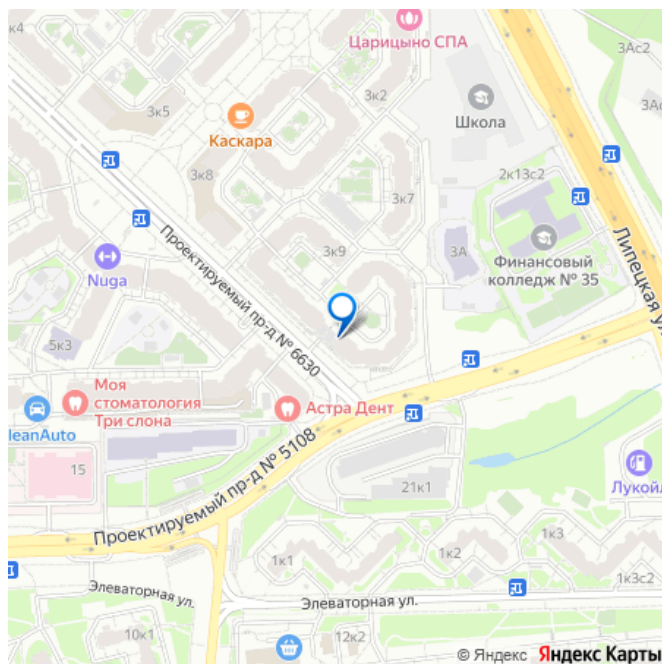 к4
Царицыно СПА
3Ас2
3к5
3к2
Школа
Каскара
3к8
2к13с2
3к7
3к9
3А
Финансовый
колледж № 35
Липецкая ул.
Nuga
Проектируемый пр-д № 6630
5к3
Моя
стоматология
Три слона
Астра Дент
leanAuto
15
Проектируемый пр-д № 5108
21к1
Лукойл
1к1
1к2
1к3
1к3с2
Элеваторная ул.
Элеваторная ул.
10к1
12к2
© Яндекс Яндекс Карты